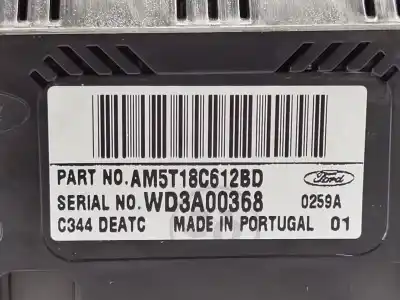 PART NO. AM5T18C612BD
Ford
SERIAL NO. WD3A00368
0259A
C344 DEATC MADE IN PORTUGAL 01